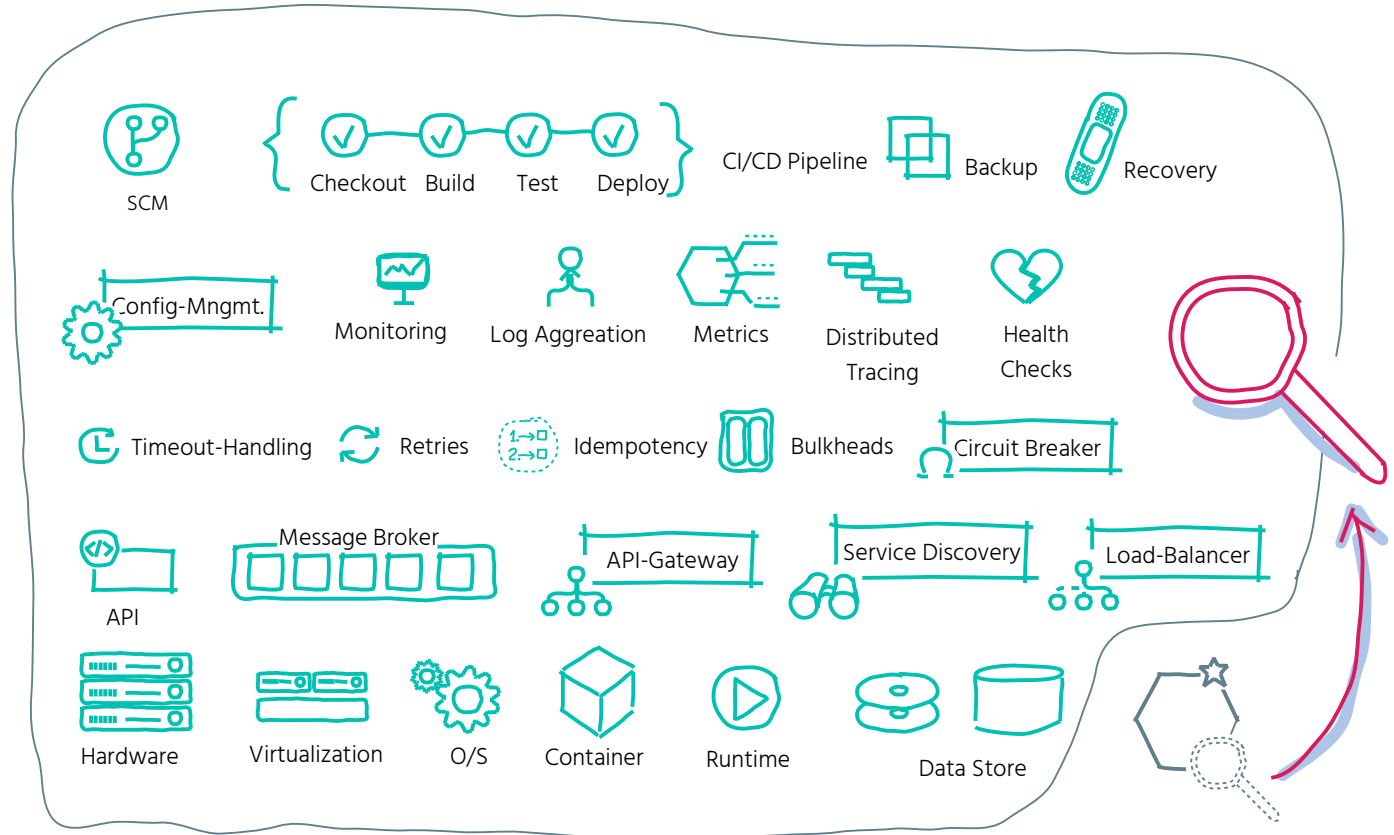 SCM
Checkout Build Test Deploy
CI/CD Pipeline
Backup
Recovery
Config-Mngmt.
Monitoring
Log Aggreation
Metrics
Distributed
Tracing
Health
Checks
Timeout-Handling
Retries
1.→□
2.→□
Idempotency
Bulkheads
Circuit Breaker
</>
API
Message Broker
API-Gateway
Service Discovery
Load-Balancer
Hardware
Virtualization
O/S
Container
Runtime
Data Store